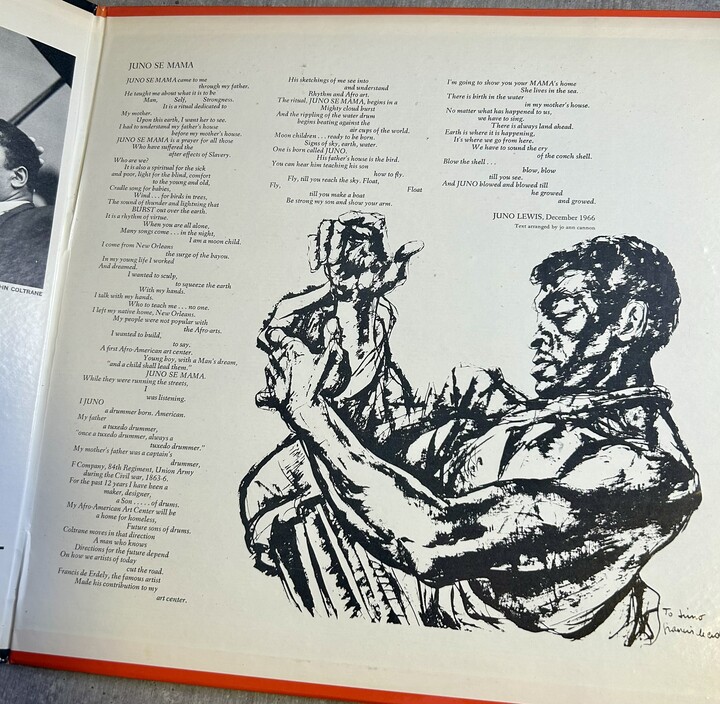 HN COLTRANE
JUNO SE MAMA
JUNO SE MAMA came to me
through my father.
He taught me about what it is to be
Man, Self, Strongness.
It is a ritual dedicated to
My mother.
Upon this earth, I want her to see.
I had to understand my father's house
before my mother's house.
JUNO SE MAMA is a prayer for all those
Who have suffered the
after effects of Slavery.
Who are we?
It is also a spiritual for the sick
and poor, light for the blind, comfort
to the young and old,
Cradle song for babies,
Wind . . . for birds in trees,
The sound of thunder and lightning that
BURST out over the earth.
It is a rhythm of virtue.
When you are all alone,
Many songs come . . . in the night,
I am a moon child.
I come from New Orleans
the surge of the bayou.
In my young life I worked
And dreamed.
I wanted to sculp,
to squeeze the earth
With my hands.
I talk with my hands.
Who to teach me . . . no one.
I left my native home, New Orleans.
My people were not popular with
the Afro-arts.
I wanted to build,
to say.
A first Afro-American art center.
Young boy, with a Man's dream,
"and a child shall lead them."
JUNO SE MAMA.
While they were running the streets,
I
was listening.
I JUNO
a drummer born. American.
My father
a tuxedo drummer,
"once a tuxedo drummer, always a
tuxedo drummer."
My mother's father was a captain's
drummer,
F Company, 84th Regiment, Union Army
during the Civil war, 1863-6.
For the past 12 years I have been a
maker, designer,
a Son . . . . . of drums.
My Afro-American Art Center will be
a home for homeless,
Future sons of drums.
Coltrane moves in that direction
A man who knows
Directions for the future depend
On how we artists of today
cut the road.
Francis de Erdely, the famous artist
Made his contribution to my
art center.
His sketchings of me see into
and understand
Rhythm and Afro art.
The ritual, JUNO SE MAMA, begins in a
Mighty cloud burst
And the rippling of the water drum
begins beating against the
air cups of the world.
Moon children . . . ready to be born.
Signs of sky, earth, water.
One is born called JUNO.
His father's house is the bird.
You can hear him teaching his son
how to fly.
Fly, till you reach the sky. Float,
Fly, Float
till you make a boat
Be strong my son and show your arm.
I'm going to show you your MAMA's home
She lives in the sea.
There is birth in the water
in my mother's house.
No matter what has happened to us,
we have to sing.
There is always land ahead.
Earth is where it is happening,
It's where we go from here.
We have to sound the cry
of the conch shell.
Blow the shell . . .
blow, blow
till you see.
And JUNO blowed and blowed till
he growed
and growed.
JUNO LEWIS, December 1966
Text arranged by jo ann cannon
To Juno
francis de erd